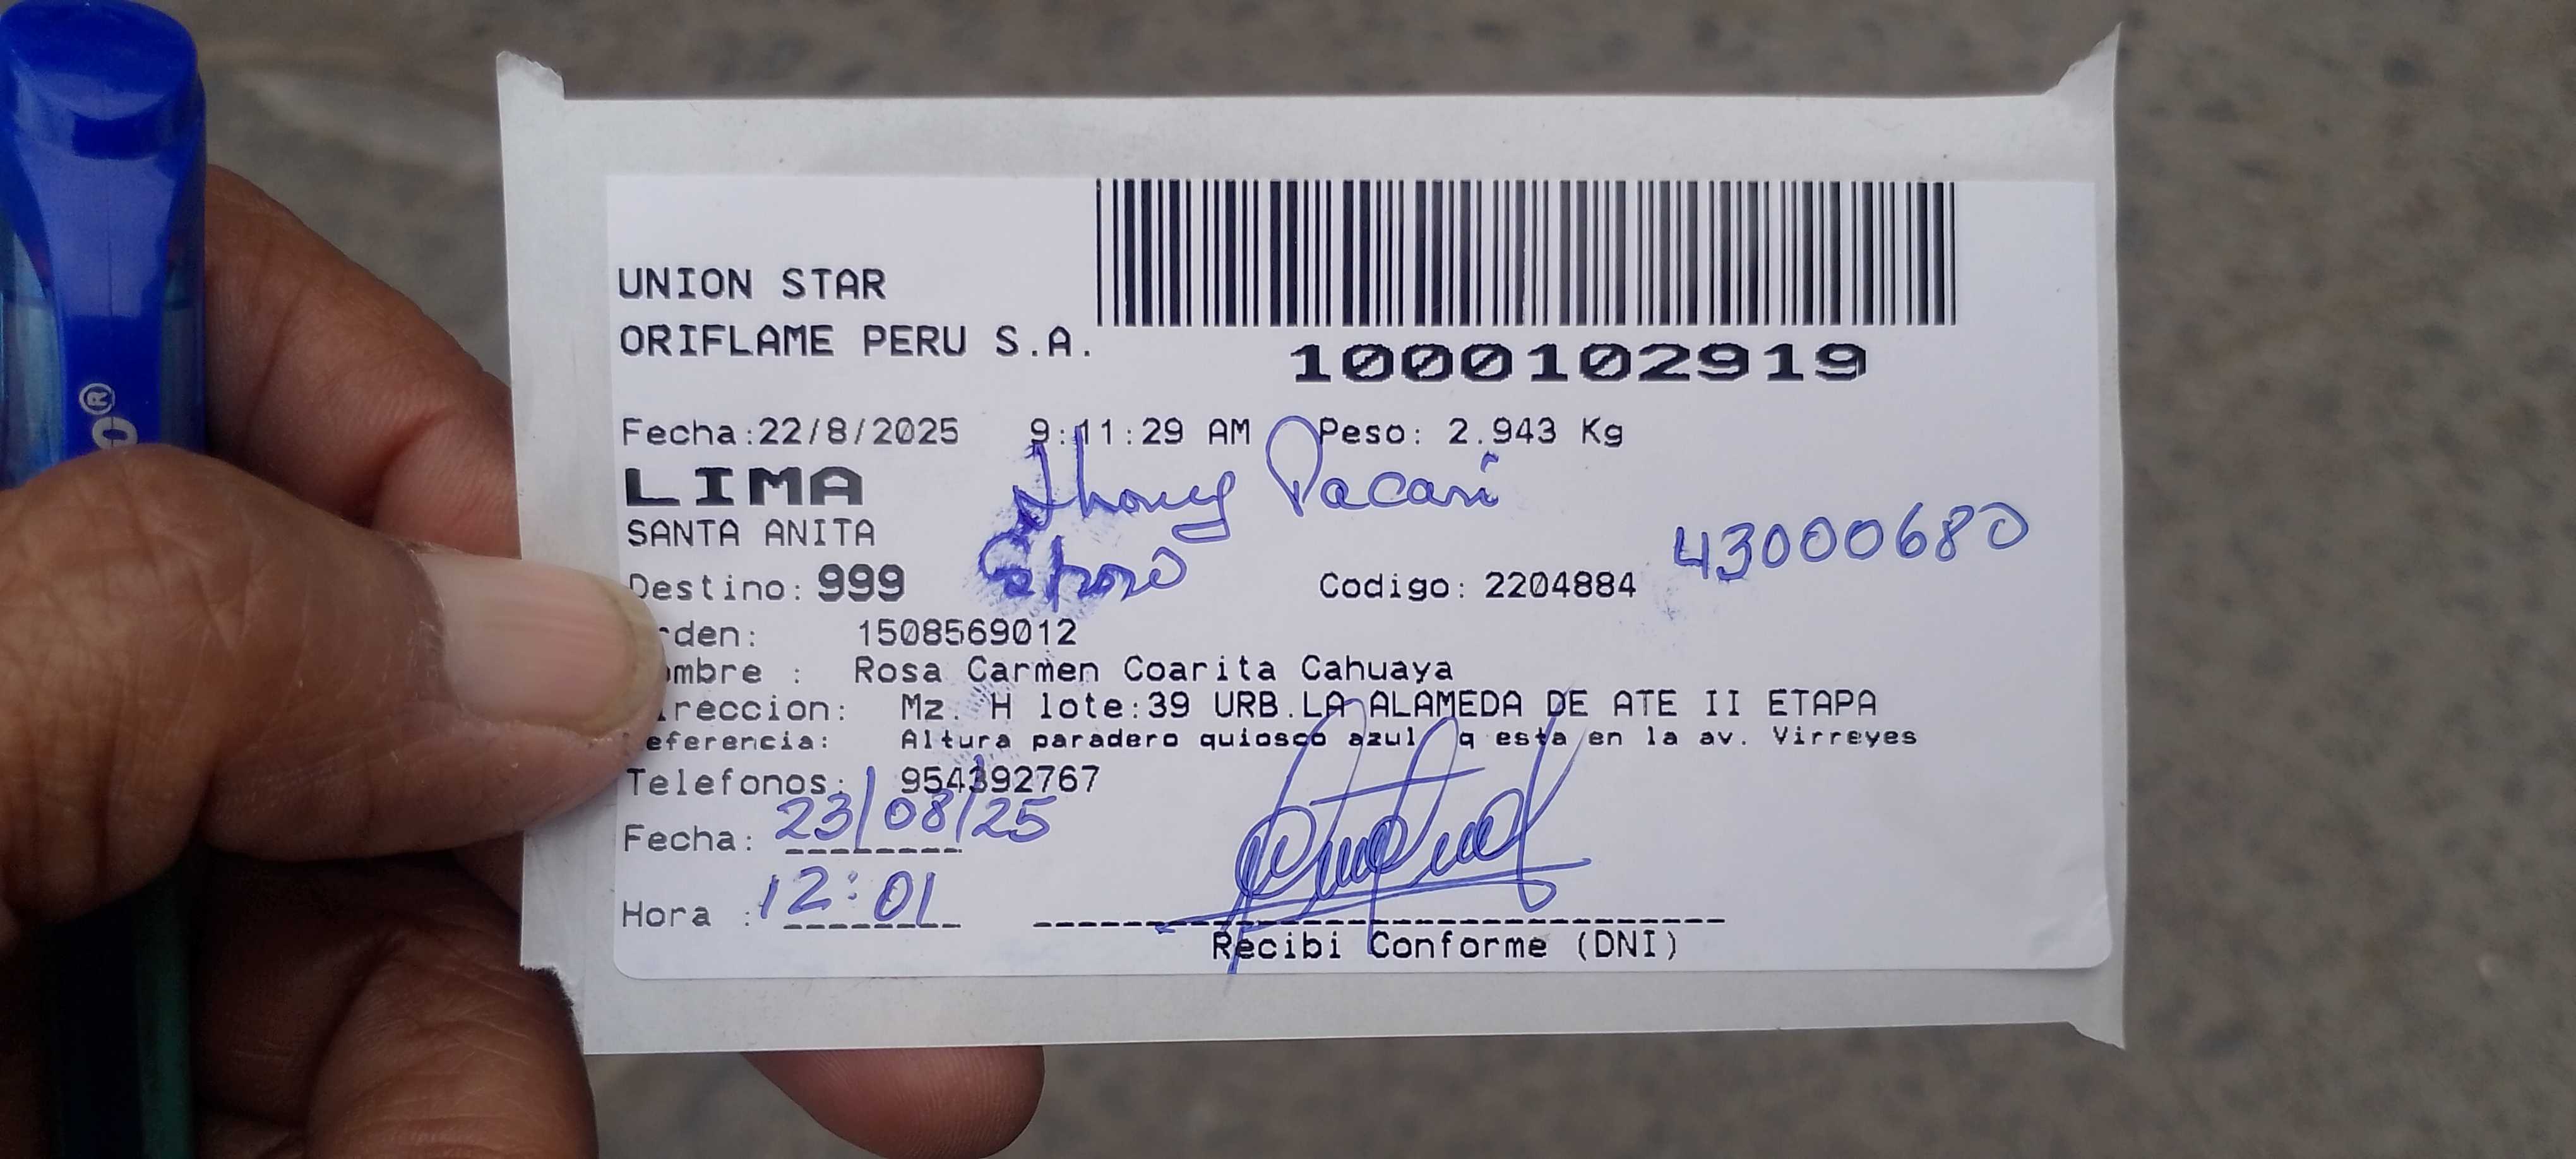 UNION STAR
ORIFLAME PERU S.A.
1000102919
Fecha:22/8/2025 9:11:29 AM Peso: 2.943 Kg
LIMA
Jhony Pacari
SANTA ANITA
43000680
Destino: 999 Esposo Codigo: 2204884
rden: 1508569012
ombre : Rosa Carmen Coarita Cahuaya
ireccion: Mz. H lote:39 URB.LA ALAMEDA DE ATE II ETAPA
eferencia: Altura paradero quiosco azul q esta en la av. Virreyes
Telefonos: 954392767
Fecha: 23/08/25
Hora : 12:01
Recibi Conforme (DNI)